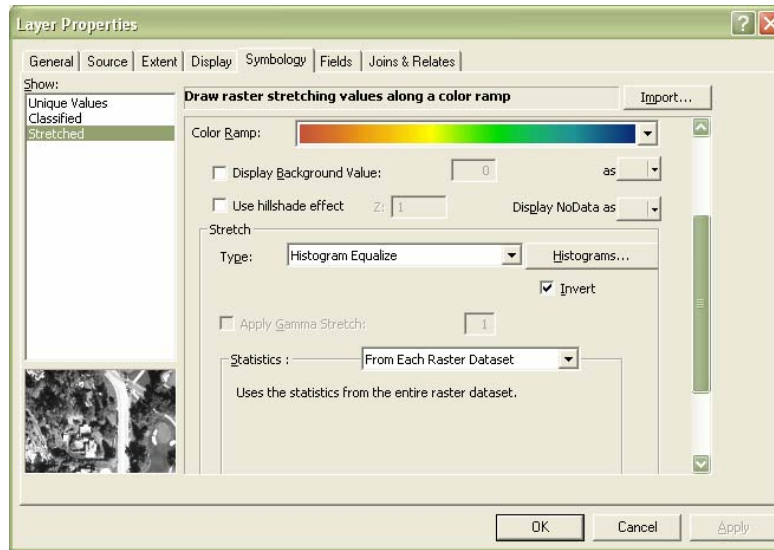 Layer Properties
General Source Extent Display Symbology Fields Joins & Relates
Show:
Unique Values
Classified
Stretched
Draw raster stretching values along a color ramp
Import...
Color Ramp:
Display Background Value: 0 as
Use hillshade effect Z: 1 Display NoData as
Stretch
Type: Histogram Equalize Histograms...
Invert
Apply Gamma Stretch: 1
Statistics : From Each Raster Dataset
Uses the statistics from the entire raster dataset.
OK Cancel Apply